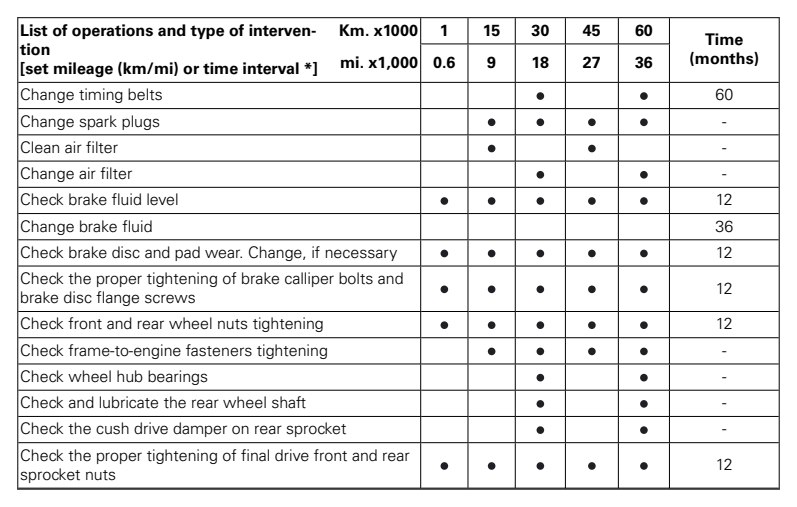 List of operations and type of interven- Km. x1000 1 15 30 45 60 Time
tion
[set mileage (km/mi) or time interval *] mi. x1,000 0.6 9 18 27 36 (months)
Change timing belts ● ● 60
Change spark plugs ● ● ● ● -
Clean air filter ● ● -
Change air filter ● ● -
Check brake fluid level ● ● ● ● ● 12
Change brake fluid 36
Check brake disc and pad wear. Change, if necessary ● ● ● ● ● 12
Check the proper tightening of brake calliper bolts and
brake disc flange screws ● ● ● ● ● 12
Check front and rear wheel nuts tightening ● ● ● ● ● 12
Check frame-to-engine fasteners tightening ● ● ● ● -
Check wheel hub bearings ● ● -
Check and lubricate the rear wheel shaft ● ● -
Check the cush drive damper on rear sprocket ● ● -
Check the proper tightening of final drive front and rear
sprocket nuts ● ● ● ● ● 12